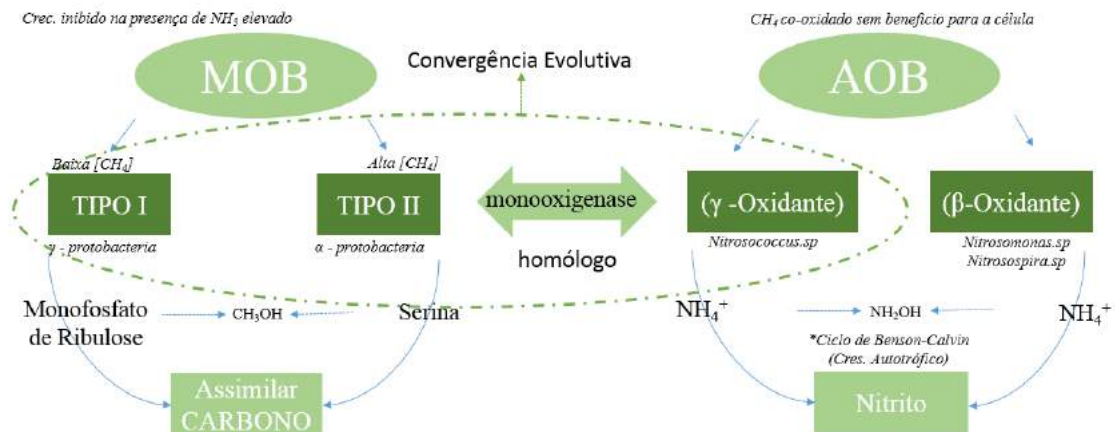 Crec. inibido na presença de NH₃ elevado
CH₄ co-oxidado sem benefício para a célula
MOB
Convergência Evolutiva
AOB
Baixa [CH₄]
Alta [CH₄]
TIPO I
TIPO II
monooxigenase
(γ -Oxidante)
(β-Oxidante)
γ - protobacteria
α - protobacteria
homólogo
Nitrosococcus.sp
Nitrosomonas.sp
Nitrosospira.sp
Monofosfato
de Ribulose
CH₃OH
Serina
NH₄⁺
NH₂OH
NH₄⁺
*Ciclo de Benson-Calvin
(Cres. Autotrófico)
Assimilar
CARBONO
Nitrito